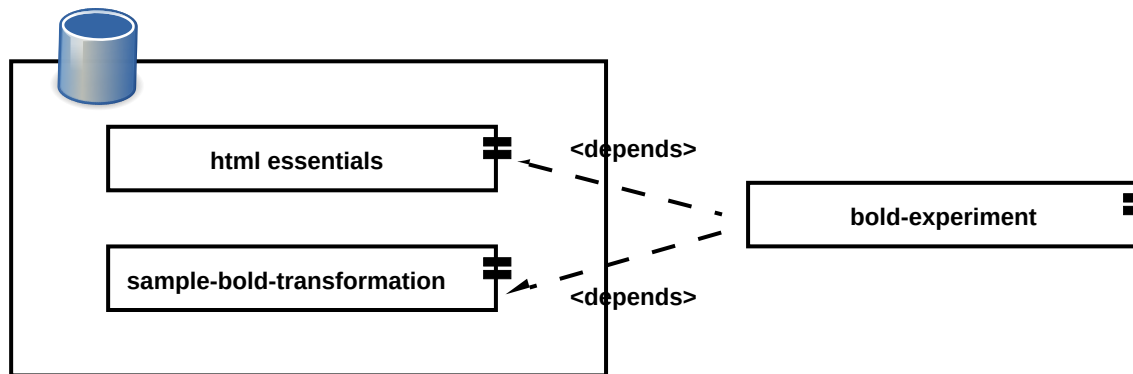 <depends>
html essentials
bold-experiment
sample-bold-transformation
<depends>